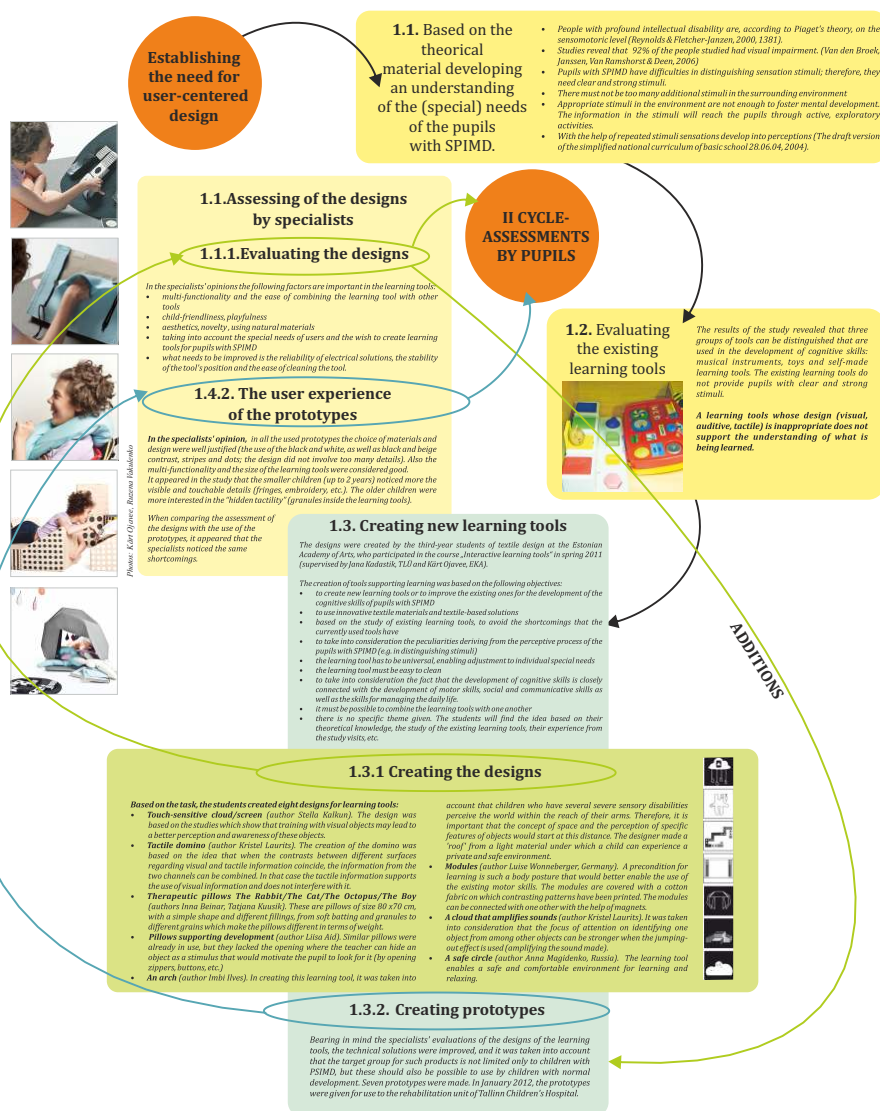 Establishing
the need for
user-centered
design
1.1. Based on the
theorical
material developing
an understanding
of the (special) needs
of the pupils
with SPIMD.
• People with profound intellectual disability are, according to Piaget's theory, on the
sensomotoric level (Reynolds & Fletcher-Janzen, 2000, 1381).
• Studies reveal that 92% of the people studied had visual impairment. (Van den Broek,
Janssen, Van Ramshorst & Deen, 2006)
• Pupils with SPIMD have difficulties in distinguishing sensation stimuli; therefore, they
need clear and strong stimuli.
• There must not be too many additional stimuli in the surrounding environment
• Appropriate stimuli in the environment are not enough to foster mental development.
The information in the stimuli will reach the pupils through active, exploratory
activities.
• With the help of repeated stimuli sensations develop into perceptions (The draft version
of the simplified national curriculum of basic school 28.06.04, 2004).
1.1.Assessing of the designs
by specialists
1.1.1.Evaluating the designs
In the specialists' opinions the following factors are important in the learning tools:
• multi-functionality and the ease of combining the learning tool with other
tools
• child-friendliness, playfulness
• aesthetics, novelty, using natural materials
• taking into account the special needs of users and the wish to create learning
tools for pupils with SPIMD
• what needs to be improved is the reliability of electrical solutions, the stability
of the tool's position and the ease of cleaning the tool.
II CYCLE-
ASSESSMENTS
BY PUPILS
1.2. Evaluating
the existing
learning tools
The results of the study revealed that three
groups of tools can be distinguished that
are used in the development of cognitive skills:
musical instruments, toys and self-made
learning tools. The existing learning tools do
not provide pupils with clear and strong
stimuli.
A learning tools whose design (visual,
auditive, tactile) is inappropriate does not
support the understanding of what is
being learned.
1.4.2. The user experience
of the prototypes
In the specialists' opinion, in all the used prototypes the choice of materials and
design were well justified (the use of the black and white, as well as black and beige
contrast, stripes and dots; the design did not involve too many details). Also the
multi-functionality and the size of the learning tools were considered good.
It appeared in the study that the smaller children (up to 2 years) noticed more the
visible and touchable details (fringes, embroidery, etc.). The older children were
more interested in the "hidden tactility" (granules inside the learning tools).
When comparing the assessment of
the designs with the use of the
prototypes, it appeared that the
specialists noticed the same
shortcomings.
Photos: Kärt Ojavee, Ruzena Vakulenko
1.3. Creating new learning tools
The designs were created by the third-year students of textile design at the Estonian
Academy of Arts, who participated in the course „Interactive learning tools" in spring 2011
(supervised by Jana Kadastik, TLÜ and Kärt Ojavee, EKA).
The creation of tools supporting learning was based on the following objectives:
• to create new learning tools or to improve the existing ones for the development of the
cognitive skills of pupils with SPIMD
• to use innovative textile materials and textile-based solutions
• based on the study of existing learning tools, to avoid the shortcomings that the
currently used tools have
• to take into consideration the peculiarities deriving from the perceptive process of the
pupils with SPIMD (e.g. in distinguishing stimuli)
• the learning tool has to be universal, enabling adjustment to individual special needs
• the learning tool must be easy to clean
• to take into consideration the fact that the development of cognitive skills is closely
connected with the development of motor skills, social and communicative skills as
well as the skills for managing the daily life.
• it must be possible to combine the learning tools with one another
• there is no specific theme given. The students will find the idea based on their
theoretical knowledge, the study of the existing learning tools, their experience from
the study visits, etc.
ADDITIONS
1.3.1 Creating the designs
Based on the task, the students created eight designs for learning tools:
• Touch-sensitive cloud/screen (author Stella Kalkun). The design was
based on the studies which show that training with visual objects may lead to
a better perception and awareness of these objects.
• Tactile domino (author Kristel Laurits). The creation of the domino was
based on the idea that when the contrasts between different surfaces
regarding visual and tactile information coincide, the information from the
two channels can be combined. In that case the tactile information supports
the use of visual information and does not interfere with it.
• Therapeutic pillows The Rabbit/The Cat/The Octopus/The Boy
(authors Inna Beinar, Tatjana Kuusik). These are pillows of size 80 x70 cm,
with a simple shape and different fillings, from soft batting and granules to
different grains which make the pillows different in terms of weight.
• Pillows supporting development (author Liisa Aid). Similar pillows were
already in use, but they lacked the opening where the teacher can hide an
object as a stimulus that would motivate the pupil to look for it (by opening
zippers, buttons, etc.)
• An arch (author Imbi Ilves). In creating this learning tool, it was taken into
account that children who have several severe sensory disabilities
perceive the world within the reach of their arms. Therefore, it is
important that the concept of space and the perception of specific
features of objects would start at this distance. The designer made a
'roof' from a light material under which a child can experience a
private and safe environment.
• Modules (author Luise Wonneberger, Germany). A precondition for
learning is such a body posture that would better enable the use of
the existing motor skills. The modules are covered with a cotton
fabric on which contrasting patterns have been printed. The modules
can be connected with one other with the help of magnets.
• A cloud that amplifies sounds (author Kristel Laurits). It was taken
into consideration that the focus of attention on identifying one
object from among other objects can be stronger when the jumping-
out effect is used (amplifying the sound made).
• A safe circle (author Anna Magidenko, Russia). The learning tool
enables a safe and comfortable environment for learning and
relaxing.
1.3.2. Creating prototypes
Bearing in mind the specialists' evaluations of the designs of the learning
tools, the technical solutions were improved, and it was taken into account
that the target group for such products is not limited only to children with
PSIMD, but these should also be possible to use by children with normal
development. Seven prototypes were made. In January 2012, the prototypes
were given for use to the rehabilitation unit of Tallinn Children's Hospital.